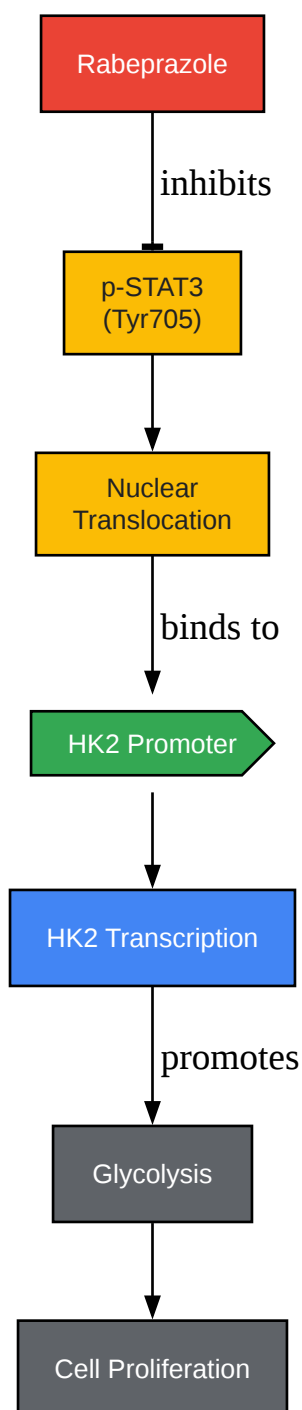 Rabeprazole
inhibits
p-STAT3
(Tyr705)
Nuclear
Translocation
binds to
HK2 Promoter
HK2 Transcription
promotes
Glycolysis
Cell Proliferation